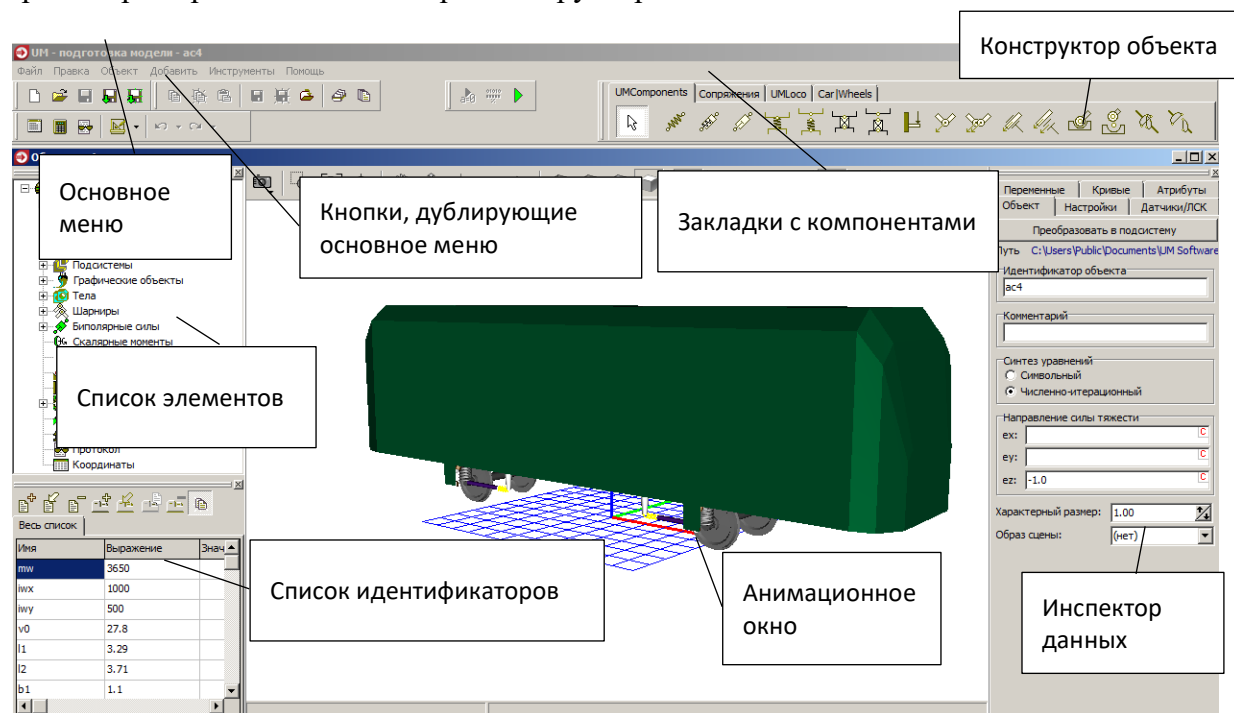 Конструктор объекта
UM - подготовка модели - ac4
Файл Правка Объект Добавить Инструменты Помощь
UMComponents Сопряжения UMLoco Car|Wheels
Основное
меню
Кнопки, дублирующие
основное меню
Закладки с компонентами
Переменные Кривые Атрибуты
Объект Настройки Датчики/ЛСК
Преобразовать в подсистему
Путь C:\Users\Public\Documents\UM Software
Идентификатор объекта
ac4
Комментарий
Подсистемы
Графические объекты
Тела
Шарниры
Биполярные силы
Скалярные моменты
Список элементов
Протокол
Координаты
Синтез уравнений
Символьный
Численно-итерационный
Направление силы тяжести
ex: C
ey: C
ez: -1.0 C
Характерный размер: 1.00
Образ сцены: (нет)
Весь список
Имя Выражение Знач
mw 3650
iwx 1000
iwy 500
v0 27.8
l1 3.29
l2 3.71
b1 1.1
Список идентификаторов
Анимационное
окно
Инспектор
данных